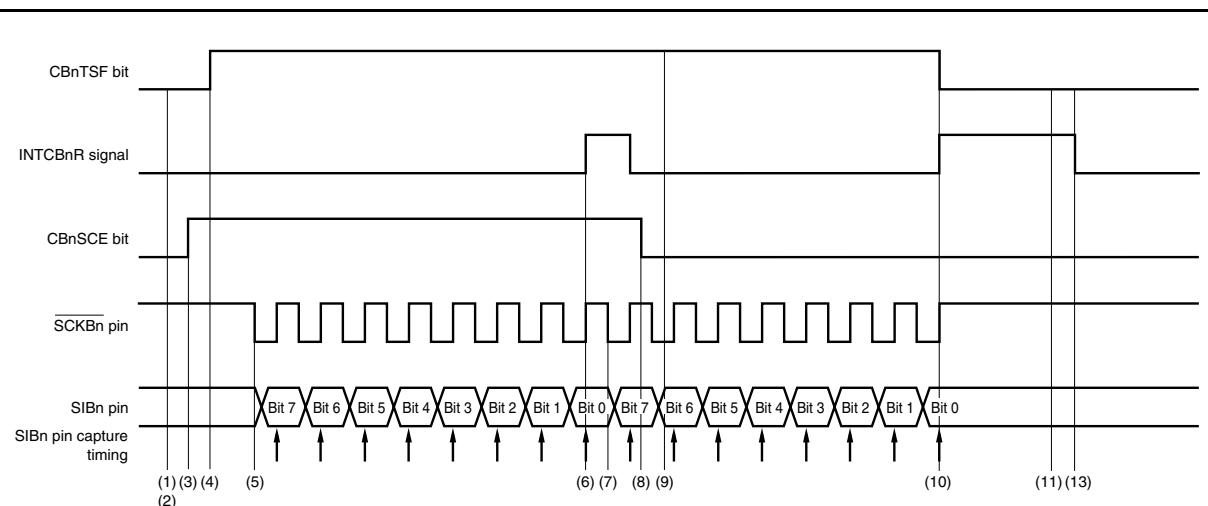 CBnTSF bit
INTCBnR signal
CBnSCE bit
SCKBn pin
SIBn pin
Bit 7 Bit 6 Bit 5 Bit 4 Bit 3 Bit 2 Bit 1 Bit 0 Bit 7 Bit 6 Bit 5 Bit 4 Bit 3 Bit 2 Bit 1 Bit 0
SIBn pin capture
timing
(1) (3) (4) (5) (6) (7) (8) (9) (10) (11) (13)
(2)